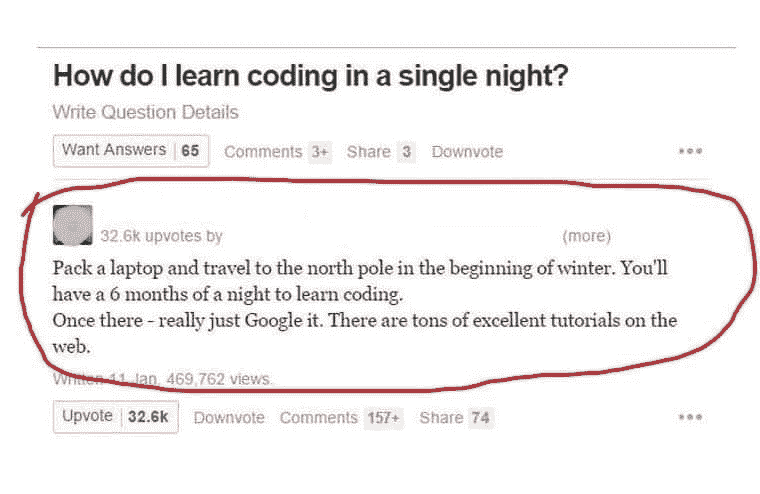 How do I learn coding in a single night?
Write Question Details
Want Answers 65 Comments 3+ Share 3 Downvote
32.6k upvotes by (more)
Pack a laptop and travel to the north pole in the beginning of winter. You'll
have a 6 months of a night to learn coding.
Once there - really just Google it. There are tons of excellent tutorials on the
web.
Written 11 Jan. 469,762 views.
Upvote 32.6k Downvote Comments 157+ Share 74